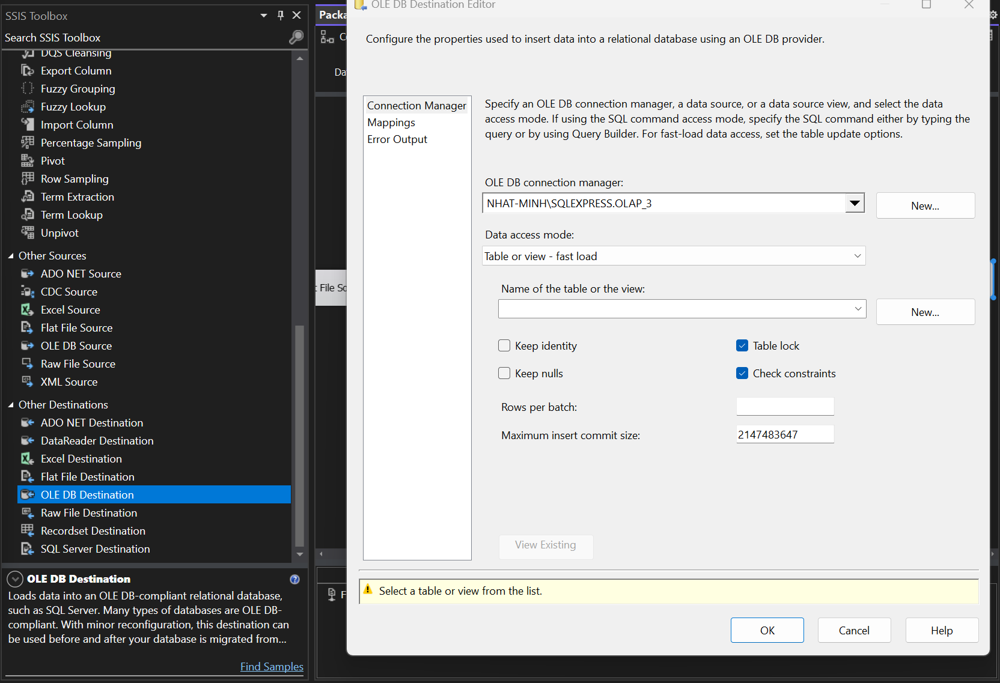 SSIS Toolbox
Search SSIS Toolbox
DQS Cleansing
Export Column
Fuzzy Grouping
Fuzzy Lookup
Import Column
Percentage Sampling
Pivot
Row Sampling
Term Extraction
Term Lookup
Unpivot
Other Sources
ADO NET Source
CDC Source
Excel Source
Flat File Source
OLE DB Source
Raw File Source
XML Source
Other Destinations
ADO NET Destination
DataReader Destination
Excel Destination
Flat File Destination
OLE DB Destination
Raw File Destination
Recordset Destination
SQL Server Destination
OLE DB Destination
Loads data into an OLE DB-compliant relational database,
such as SQL Server. Many types of databases are OLE DB-
compliant. With minor reconfiguration, this destination can
be used before and after your database is migrated from...
Find Samples
Packa
C
Da
t File So
F
OLE DB Destination Editor
Configure the properties used to insert data into a relational database using an OLE DB provider.
Connection Manager
Mappings
Error Output
Specify an OLE DB connection manager, a data source, or a data source view, and select the data
access mode. If using the SQL command access mode, specify the SQL command either by typing the
query or by using Query Builder. For fast-load data access, set the table update options.
OLE DB connection manager:
NHAT-MINH\SQLEXPRESS.OLAP_3
New...
Data access mode:
Table or view - fast load
Name of the table or the view:
New...
Keep identity
Table lock
Keep nulls
Check constraints
Rows per batch:
Maximum insert commit size:
2147483647
View Existing
Select a table or view from the list.
OK
Cancel
Help